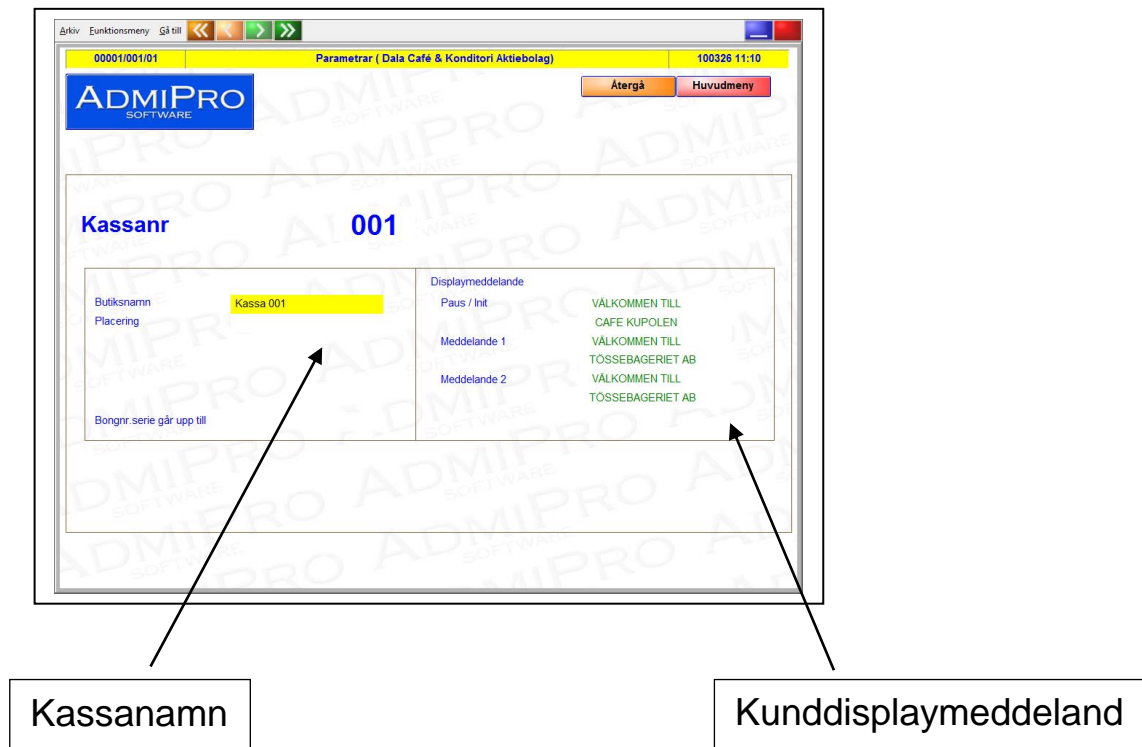 Arkiv Funktionsmeny Gå till
00001/001/01 Parametrar ( Dala Café & Konditori Aktiebolag) 100326 11:10
ADMIPRO
SOFTWARE
Återgå Huvudmeny
Kassanr 001
Displaymeddelande
Butiksnamn Kassa 001 Paus / Init VÄLKOMMEN TILL
Placering CAFE KUPOLEN
Meddelande 1 VÄLKOMMEN TILL
TÖSSEBAGERIET AB
Meddelande 2 VÄLKOMMEN TILL
TÖSSEBAGERIET AB
Bongnr.serie går upp till
Kassanamn
Kunddisplaymeddeland